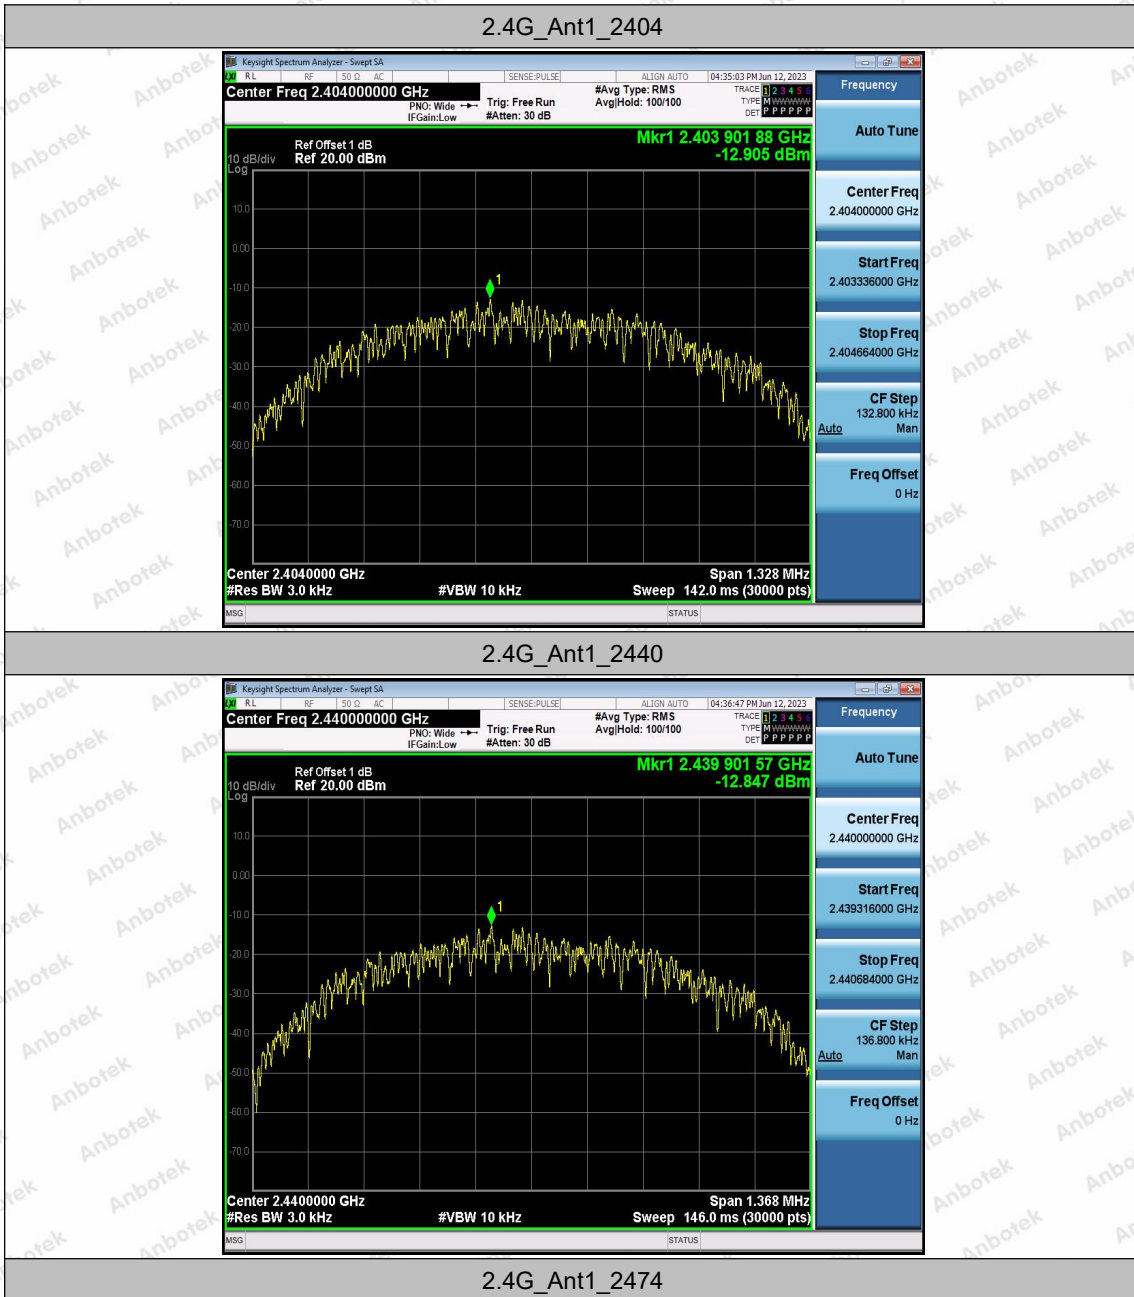 2.4G_Ant1_2404
Keysight Spectrum Analyzer - Swept SA
LXI RL RF 50 Ω AC SENSE:PULSE ALIGN AUTO 04:35:03 PM Jun 12, 2023
Center Freq 2.404000000 GHz
PNO: Wide
IFGain:Low
Trig: Free Run
#Atten: 30 dB
#Avg Type: RMS
Avg|Hold: 100/100
TRACE 1 2 3 4 5 6
TYPE M WWWWW
DET P P P P P P
Mkr1 2.403 901 88 GHz
-12.905 dBm
Ref Offset 1 dB
10 dB/div Ref 20.00 dBm
Log
10.0
0.00
-10.0
-20.0
-30.0
-40.0
-50.0
-60.0
-70.0
1
Center 2.4040000 GHz Span 1.328 MHz
#Res BW 3.0 kHz #VBW 10 kHz Sweep 142.0 ms (30000 pts)
MSG STATUS
Frequency
Auto Tune
Center Freq
2.404000000 GHz
Start Freq
2.403336000 GHz
Stop Freq
2.404664000 GHz
CF Step
132.800 kHz
Auto Man
Freq Offset
0 Hz
2.4G_Ant1_2440
Keysight Spectrum Analyzer - Swept SA
LXI RL RF 50 Ω AC SENSE:PULSE ALIGN AUTO 04:36:47 PM Jun 12, 2023
Center Freq 2.440000000 GHz
PNO: Wide
IFGain:Low
Trig: Free Run
#Atten: 30 dB
#Avg Type: RMS
Avg|Hold: 100/100
TRACE 1 2 3 4 5 6
TYPE M WWWWW
DET P P P P P P
Mkr1 2.439 901 57 GHz
-12.847 dBm
Ref Offset 1 dB
10 dB/div Ref 20.00 dBm
Log
10.0
0.00
-10.0
-20.0
-30.0
-40.0
-50.0
-60.0
-70.0
1
Center 2.4400000 GHz Span 1.368 MHz
#Res BW 3.0 kHz #VBW 10 kHz Sweep 146.0 ms (30000 pts)
MSG STATUS
Frequency
Auto Tune
Center Freq
2.440000000 GHz
Start Freq
2.439316000 GHz
Stop Freq
2.440684000 GHz
CF Step
136.800 kHz
Auto Man
Freq Offset
0 Hz
2.4G_Ant1_2474
Anbotek